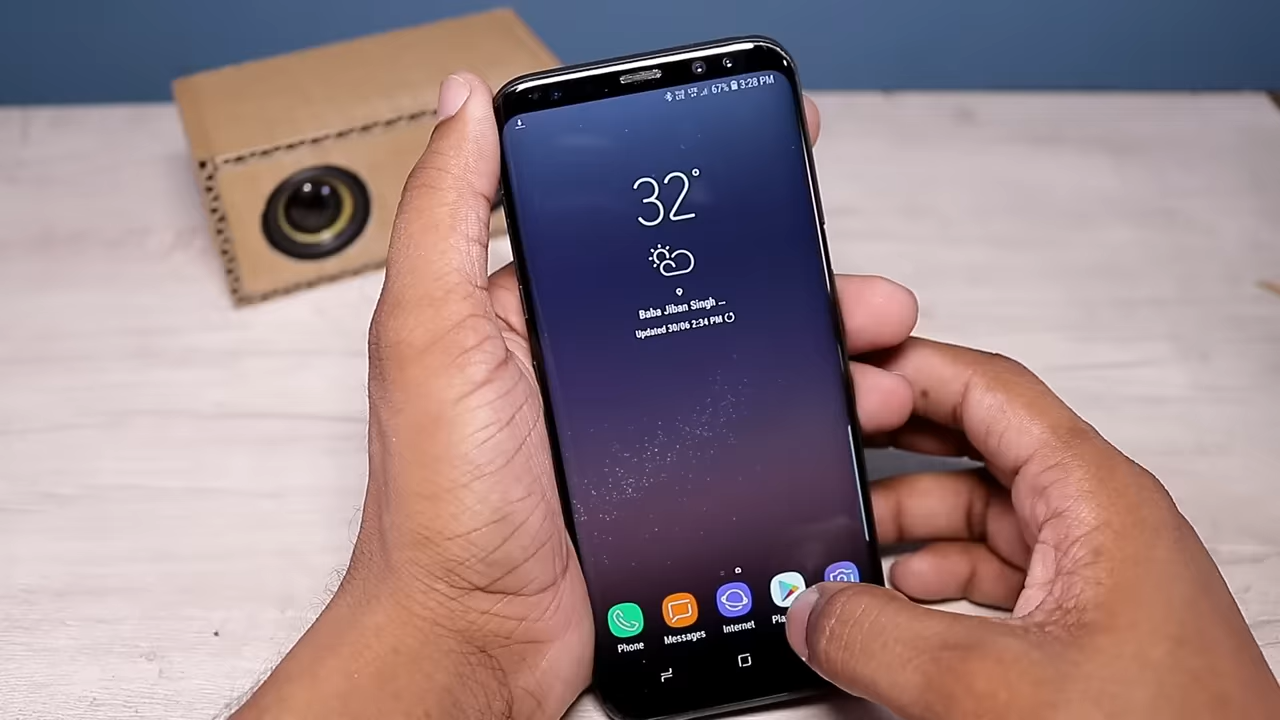 67% 3:28 PM
32°
Baba Jiban Singh ...
Updated 30/06 2:34 PM
Phone
Messages
Internet